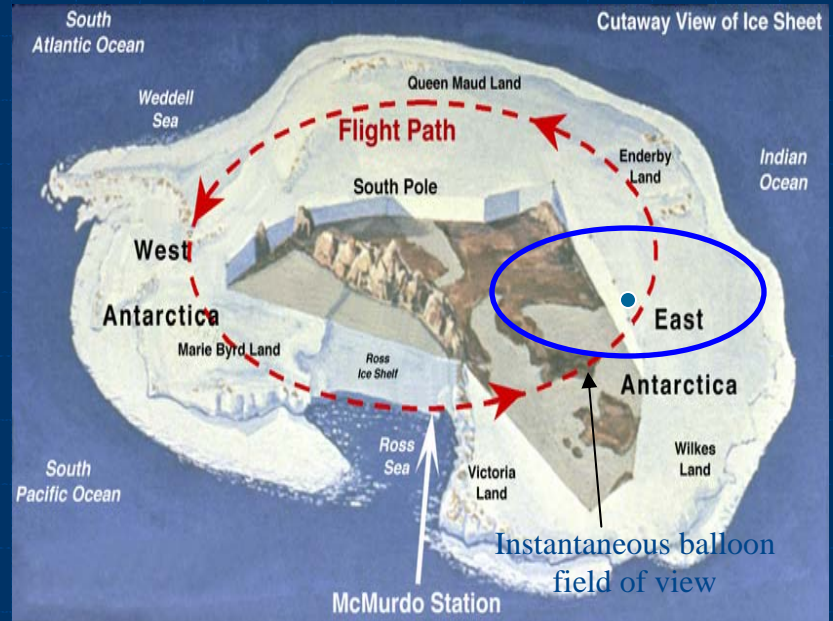 South
Atlantic Ocean
Cutaway View of Ice Sheet
Weddell
Sea
Queen Maud Land
Flight Path
Enderby
Land
Indian
Ocean
South Pole
West
Antarctica
East
Antarctica
Marie Byrd Land
Ross
Ice Shelf
Ross
Sea
Victoria
Land
Wilkes
Land
South
Pacific Ocean
Instantaneous balloon
field of view
McMurdo Station